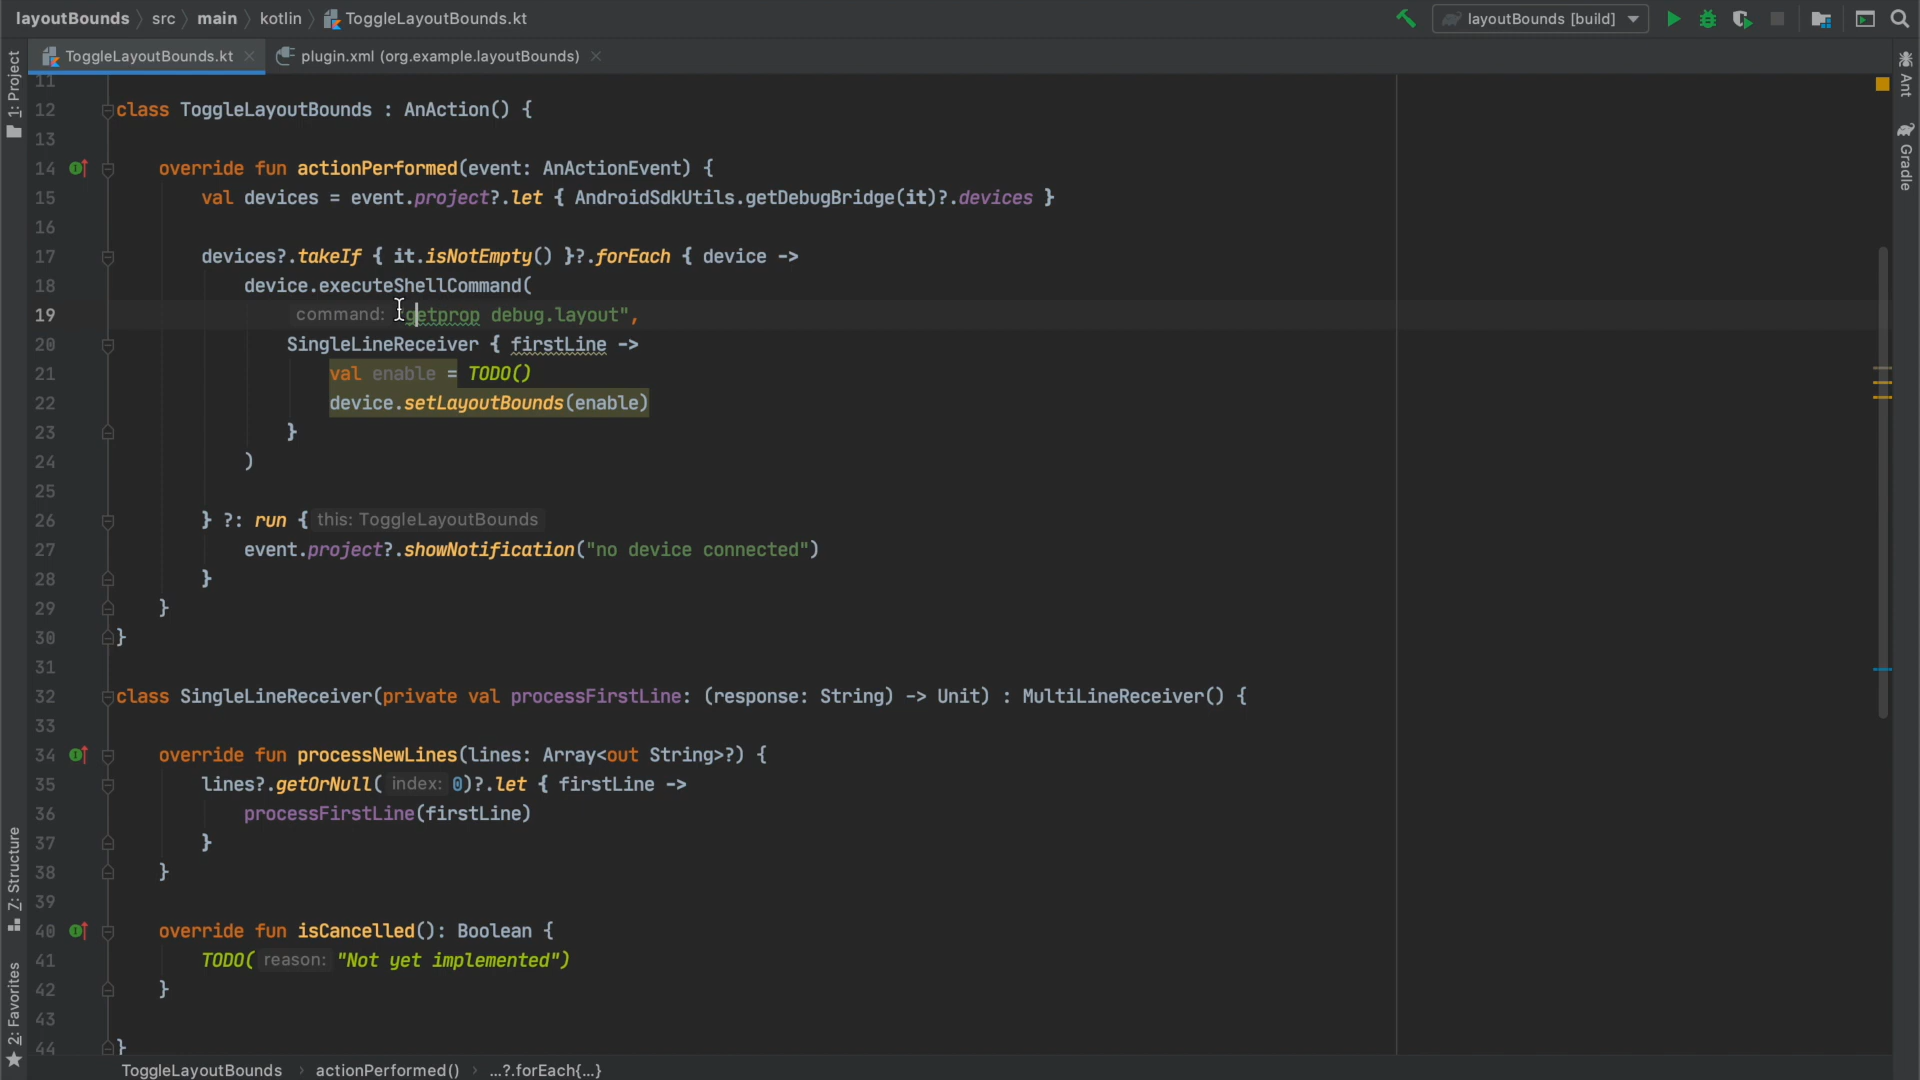 layoutBounds src main kotlin ToggleLayoutBounds.kt layoutBounds [build]
ToggleLayoutBounds.kt plugin.xml (org.example.layoutBounds)
1: Project
Z: Structure
2: Favorites
Ant
Gradle
11
12 class ToggleLayoutBounds : AnAction() {
13
14 override fun actionPerformed(event: AnActionEvent) {
15 val devices = event.project?.let { AndroidSdkUtils.getDebugBridge(it)?.devices }
16
17 devices?.takeIf { it.isNotEmpty() }?.forEach { device ->
18 device.executeShellCommand(
19 command: "getprop debug.layout",
20 SingleLineReceiver { firstLine ->
21 val enable = TODO()
22 device.setLayoutBounds(enable)
23 }
24 )
25
26 } ?: run { this: ToggleLayoutBounds
27 event.project?.showNotification("no device connected")
28 }
29 }
30 }
31
32 class SingleLineReceiver(private val processFirstLine: (response: String) -> Unit) : MultiLineReceiver() {
33
34 override fun processNewLines(lines: Array<out String>?) {
35 lines?.getOrNull( index: 0)?.let { firstLine ->
36 processFirstLine(firstLine)
37 }
38 }
39
40 override fun isCancelled(): Boolean {
41 TODO( reason: "Not yet implemented")
42 }
43
44 }
ToggleLayoutBounds actionPerformed() ...?.forEach{...}